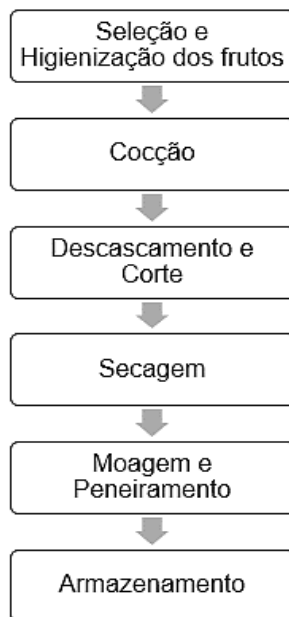 Seleção e
Higienização dos frutos
Cocção
Descascamento e
Corte
Secagem
Moagem e
Peneiramento
Armazenamento